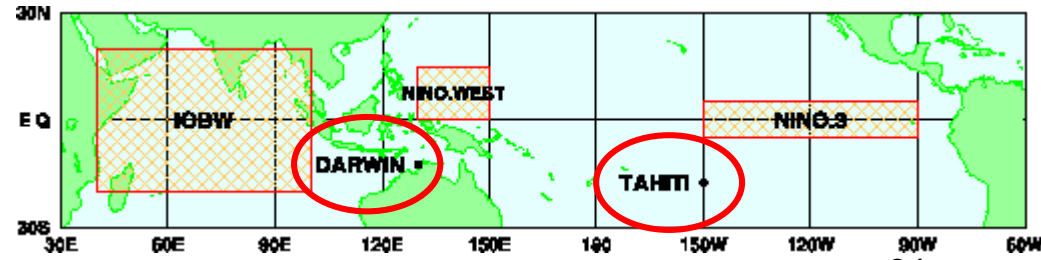 30N
NINO.WEST
EQ IOBW NINO.3
DARWIN
TAHITI
30S
30E 60E 90E 120E 150E 180 150W 120W 90W 60W